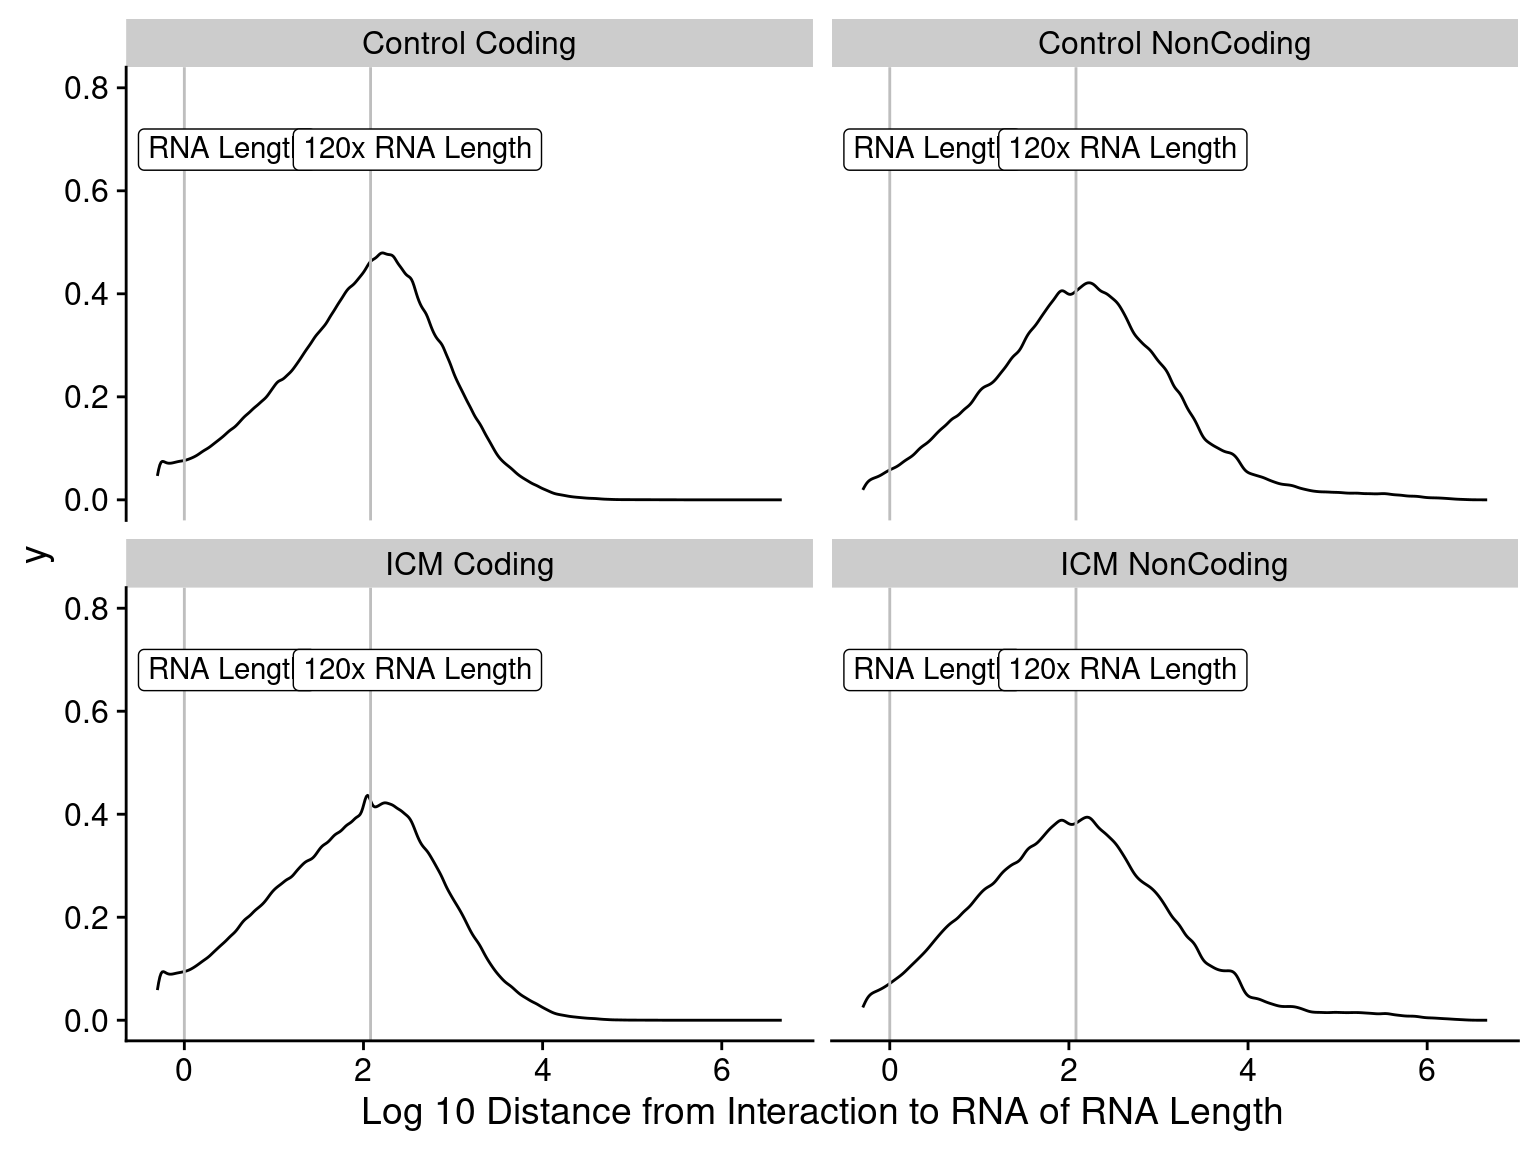 Control Coding
Control NonCoding
0.8
0.6
0.4
0.2
0.0
RNA Lengt
120x RNA Length
RNA Lengt
120x RNA Length
y
ICM Coding
ICM NonCoding
0.8
0.6
0.4
0.2
0.0
RNA Lengt
120x RNA Length
RNA Lengt
120x RNA Length
0 2 4 6
0 2 4 6
Log 10 Distance from Interaction to RNA of RNA Length